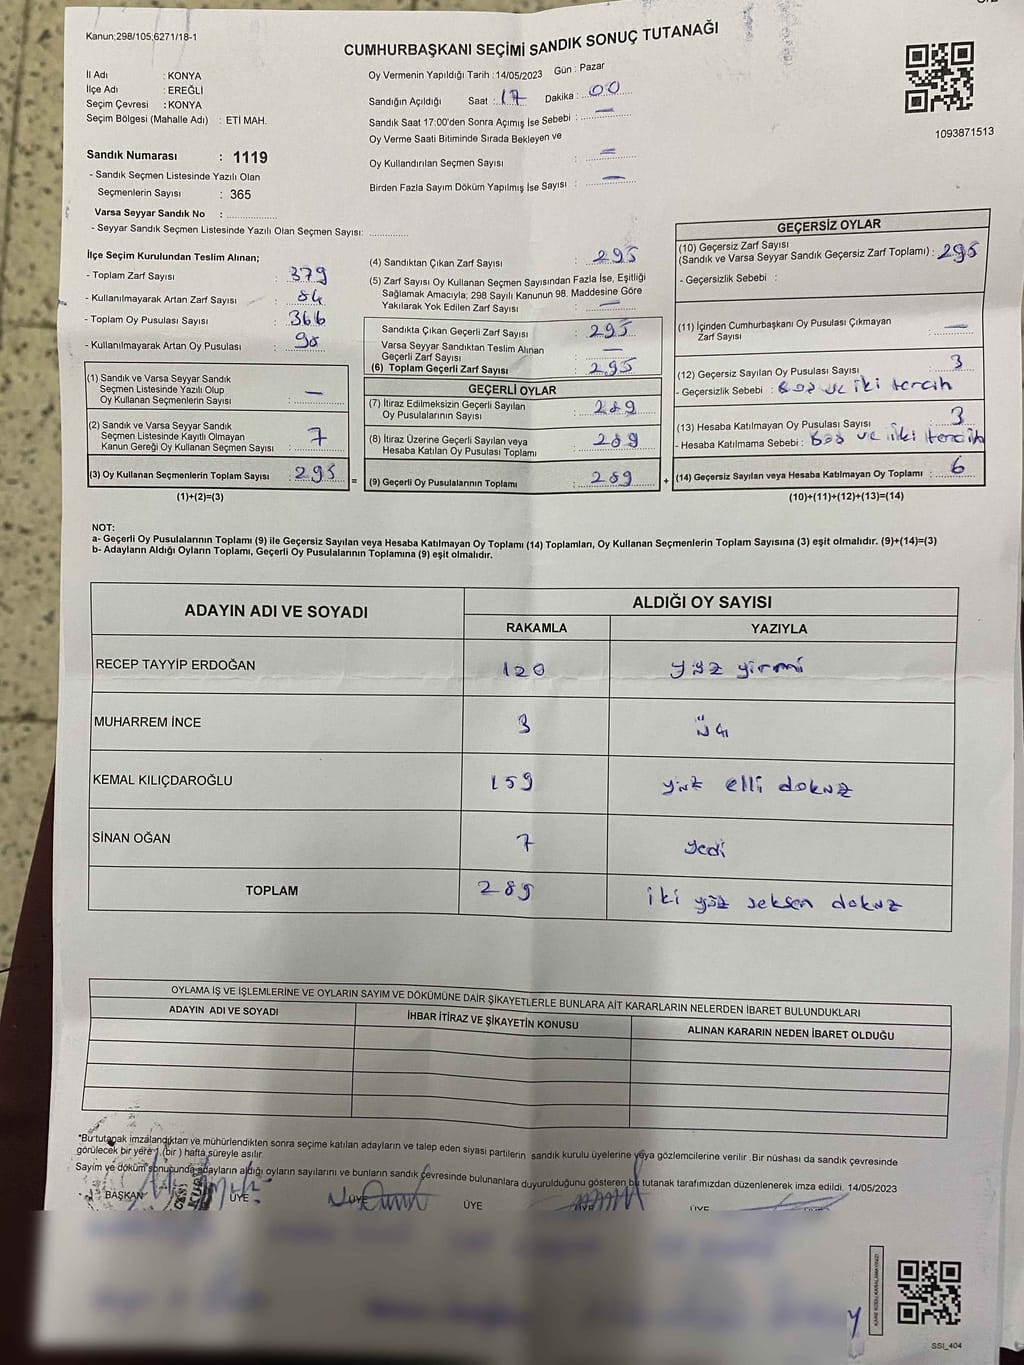 Kanun,298/105,6271/18-1
CUMHURBAŞKANI SEÇİMİ SANDIK SONUÇ TUTANAĞI
İl Adı : KONYA
İlçe Adı : EREĞLİ
Seçim Çevresi : KONYA
Seçim Bölgesi (Mahalle Adı) : ETİ MAH.
Oy Vermenin Yapıldığı Tarih : 14/05/2023 Gün : Pazar
Sandığın Açıldığı Saat : 17 Dakika : 00
Sandık Saat 17:00'den Sonra Açımış İse Sebebi : —
Oy Verme Saati Bitiminde Sırada Bekleyen ve
Oy Kullandırılan Seçmen Sayısı : —
Birden Fazla Sayım Döküm Yapılmış İse Sayısı : —
1093871513
Sandık Numarası : 1119
- Sandık Seçmen Listesinde Yazılı Olan
Seçmenlerin Sayısı : 365
Varsa Seyyar Sandık No :
- Seyyar Sandık Seçmen Listesinde Yazılı Olan Seçmen Sayısı:
İlçe Seçim Kurulundan Teslim Alınan;
- Toplam Zarf Sayısı : 379
- Kullanılmayarak Artan Zarf Sayısı : 84
- Toplam Oy Pusulası Sayısı : 366
- Kullanılmayarak Artan Oy Pusulası :
(1) Sandık ve Varsa Seyyar Sandık
Seçmen Listesinde Yazılı Olup
Oy Kullanan Seçmenlerin Sayısı : —
(2) Sandık ve Varsa Seyyar Sandık
Seçmen Listesinde Kayıtlı Olmayan
Kanun Gereği Oy Kullanan Seçmen Sayısı : 7
(3) Oy Kullanan Seçmenlerin Toplam Sayısı : 295 =
(1)+(2)=(3)
(4) Sandıktan Çıkan Zarf Sayısı : 295
(5) Zarf Sayısı Oy Kullanan Seçmen Sayısından Fazla İse, Eşitliği
Sağlamak Amacıyla; 298 Sayılı Kanunun 98. Maddesine Göre
Yakılarak Yok Edilen Zarf Sayısı : —
Sandıkta Çıkan Geçerli Zarf Sayısı : 295
Varsa Seyyar Sandıktan Teslim Alınan
Geçerli Zarf Sayısı : —
(6) Toplam Geçerli Zarf Sayısı : 295
GEÇERLİ OYLAR
(7) İtiraz Edilmeksizin Geçerli Sayılan
Oy Pusulalarının Sayısı : 289
(8) İtiraz Üzerine Geçerli Sayılan veya
Hesaba Katılan Oy Pusulası Toplamı : 289
(9) Geçerli Oy Pusulalarının Toplamı : 289 +
GEÇERSİZ OYLAR
(10) Geçersiz Zarf Sayısı
(Sandık ve Varsa Seyyar Sandık Geçersiz Zarf Toplamı) : 295
- Geçersizlik Sebebi :
(11) İçinden Cumhurbaşkanı Oy Pusulası Çıkmayan
Zarf Sayısı : —
(12) Geçersiz Sayılan Oy Pusulası Sayısı : 3
- Geçersizlik Sebebi : Boş ve iki tercih
(13) Hesaba Katılmayan Oy Pusulası Sayısı : 3
- Hesaba Katılmama Sebebi : Boş ve iki tercih
(14) Geçersiz Sayılan veya Hesaba Katılmayan Oy Toplamı : 6
(10)+(11)+(12)+(13)=(14)
NOT:
a- Geçerli Oy Pusulalarının Toplamı (9) ile Geçersiz Sayılan veya Hesaba Katılmayan Oy Toplamı (14) Toplamları, Oy Kullanan Seçmenlerin Toplam Sayısına (3) eşit olmalıdır. (9)+(14)=(3)
b- Adayların Aldığı Oyların Toplamı, Geçerli Oy Pusulalarının Toplamına (9) eşit olmalıdır.
ADAYIN ADI VE SOYADI ALDIĞI OY SAYISI
RAKAMLA YAZIYLA
RECEP TAYYİP ERDOĞAN 120 yüz yirmi
MUHARREM İNCE 3 üç
KEMAL KILIÇDAROĞLU 159 yüz elli dokuz
SİNAN OĞAN 7 yedi
TOPLAM 289 iki yüz seksen dokuz
OYLAMA İŞ VE İŞLEMLERİNE VE OYLARIN SAYIM VE DÖKÜMÜNE DAİR ŞİKAYETLERLE BUNLARA AİT KARARLARIN NELERDEN İBARET BULUNDUKLARI
ADAYIN ADI VE SOYADI İHBAR İTİRAZ VE ŞİKAYETİN KONUSU ALINAN KARARIN NEDEN İBARET OLDUĞU
"Bu tutanak imzalandıktan ve mühürlendikten sonra seçime katılan adayların ve talep eden siyasi partilerin sandık kurulu üyelerine veya gözlemcilerine verilir .Bir nüshası da sandık çevresinde
görülecek bir yere 1 (bir ) hafta süreyle asılır.
Sayım ve döküm sonucunda adayların aldığı oyların sayılarını ve bunların sandık çevresinde bulunanlara duyurulduğunu gösteren bu tutanak tarafımızdan düzenlenerek imza edildi. 14/05/2023
BAŞKAN ÜYE ÜYE ÜYE ÜYE ÜYE
SSI_404